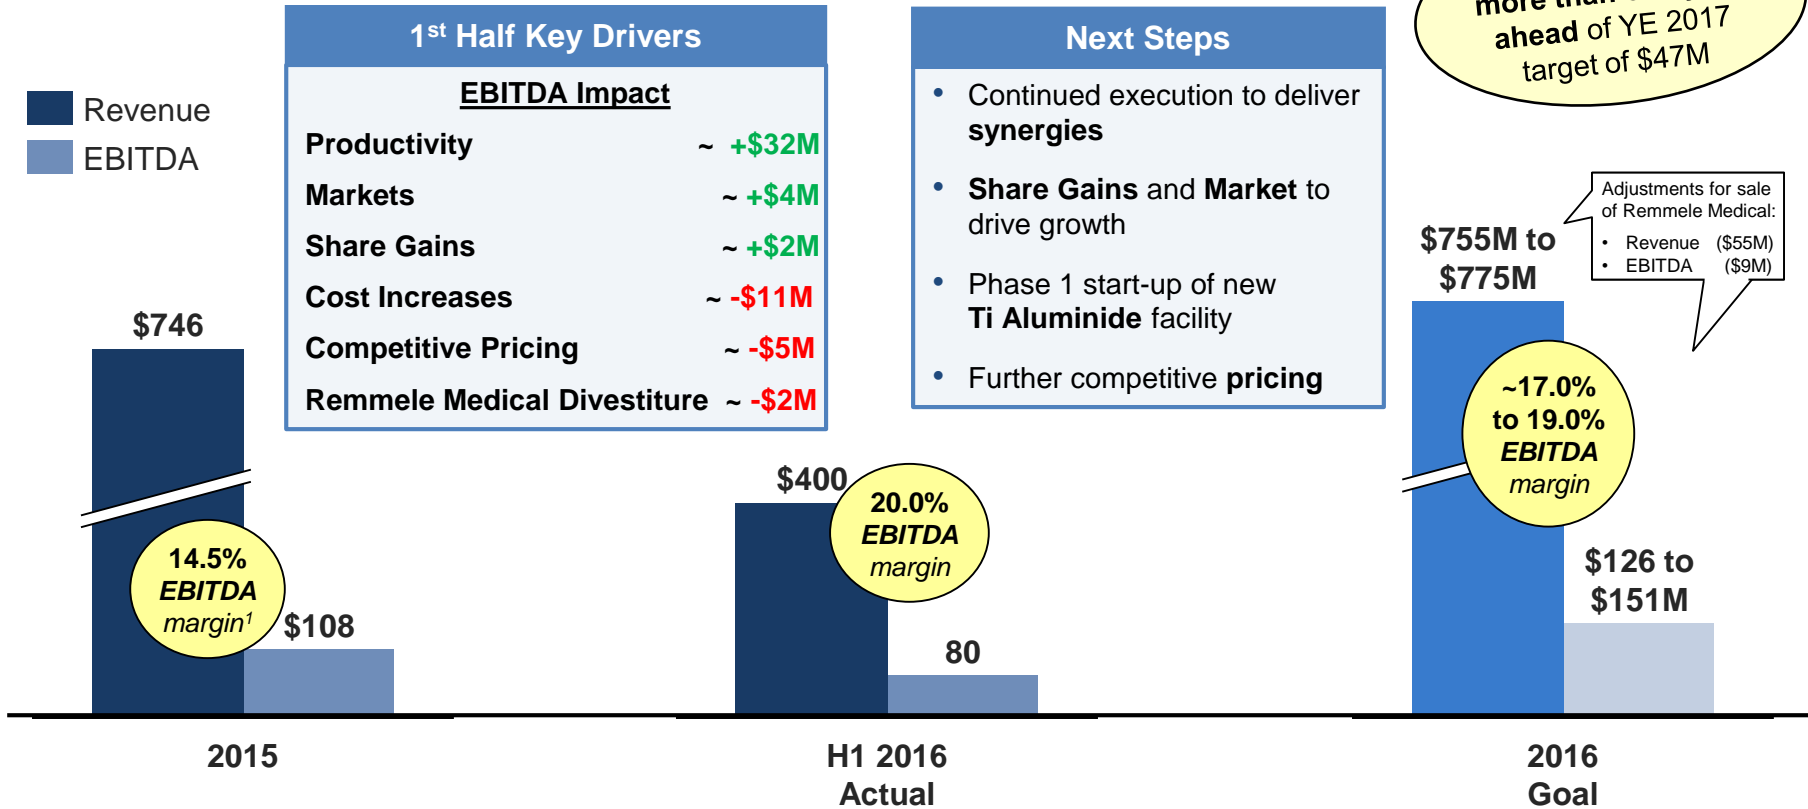 more than
ahead of YE 2017
target of $47M
1st Half Key Drivers
EBITDA Impact
Productivity ~ +$32M
Markets ~ +$4M
Share Gains ~ +$2M
Cost Increases ~ -$11M
Competitive Pricing ~ -$5M
Remmele Medical Divestiture ~ -$2M
Next Steps
• Continued execution to deliver
synergies
• Share Gains and Market to
drive growth
• Phase 1 start-up of new
Ti Aluminide facility
• Further competitive pricing
Revenue
EBITDA
Adjustments for sale
of Remmele Medical:
• Revenue ($55M)
• EBITDA ($9M)
$746
14.5%
EBITDA
margin1
$108
$400
20.0%
EBITDA
margin
80
$755M to
$775M
~17.0%
to 19.0%
EBITDA
margin
$126 to
$151M
2015
H1 2016
Actual
2016
Goal